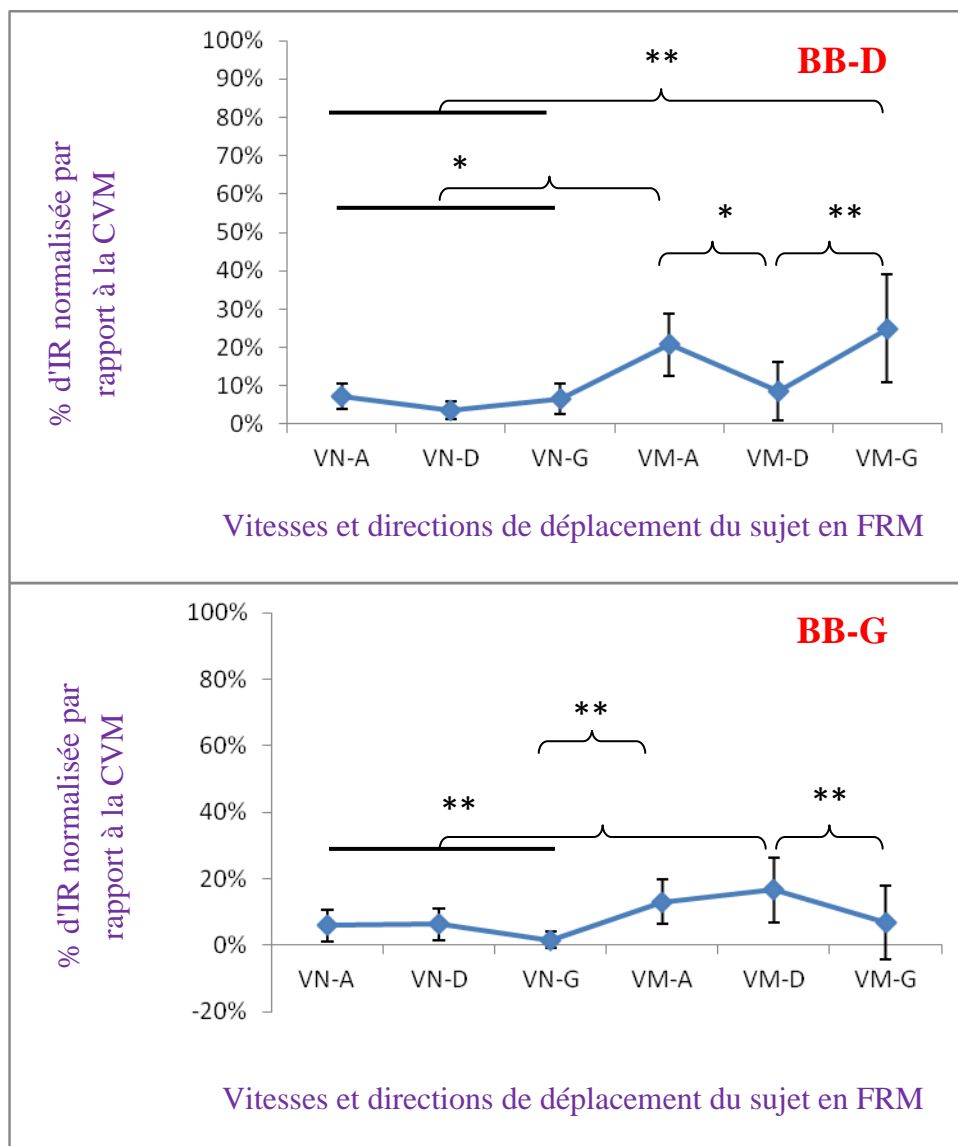 BB-D
% d'IR normalisée par
rapport à la CVM
100%
90%
80%
70%
60%
50%
40%
30%
20%
10%
0%
**
*
*
**
VN-A VN-D VN-G VM-A VM-D VM-G
Vitesses et directions de déplacement du sujet en FRM
BB-G
% d'IR normalisée par
rapport à la CVM
100%
80%
60%
40%
20%
0%
-20%
**
**
**
VN-A VN-D VN-G VM-A VM-D VM-G
Vitesses et directions de déplacement du sujet en FRM